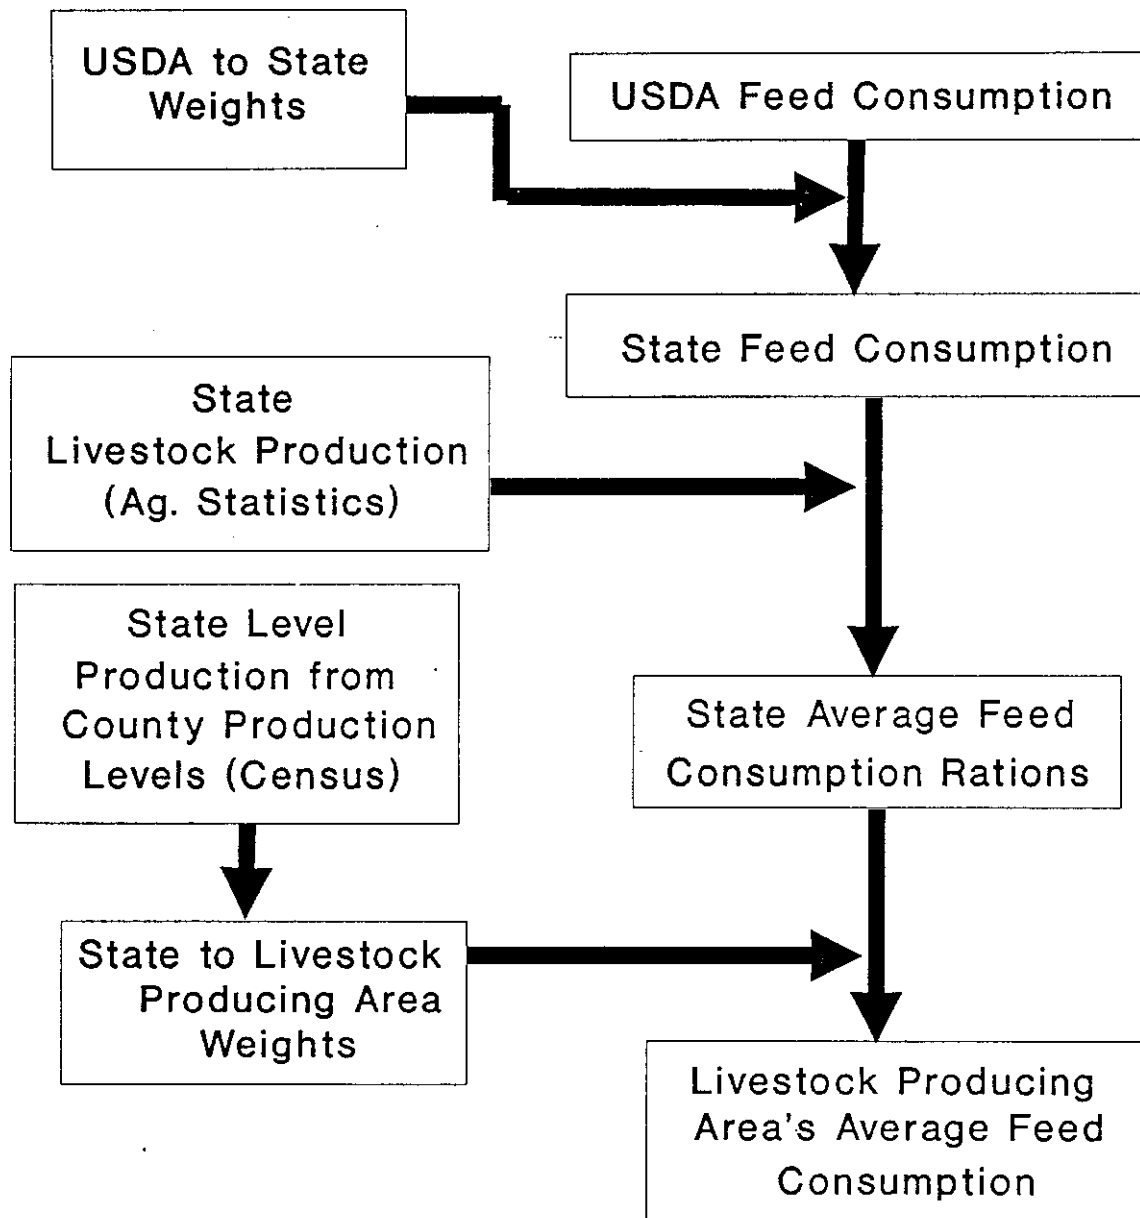 USDA to State
Weights
USDA Feed Consumption
State Feed Consumption
State
Livestock Production
(Ag. Statistics)
State Level
Production from
County Production
Levels (Census)
State Average Feed
Consumption Rations
State to Livestock
Producing Area
Weights
Livestock Producing
Area's Average Feed
Consumption